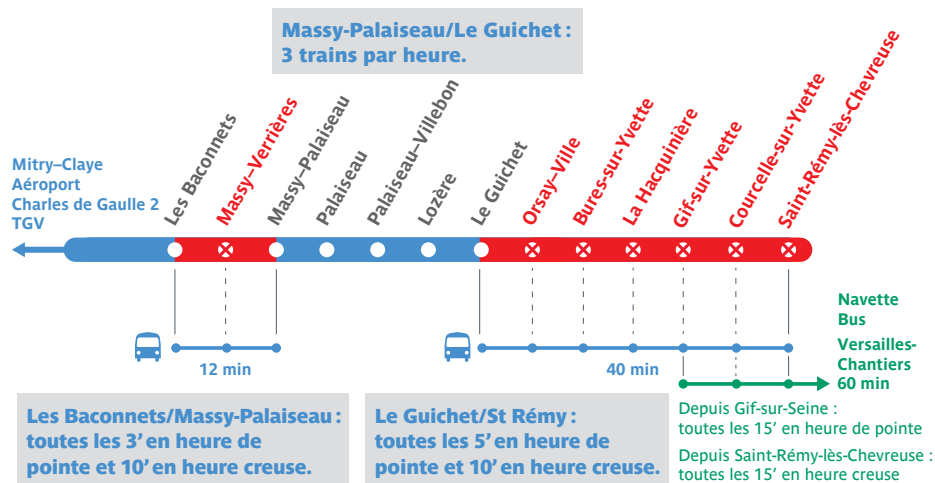 Massy-Palaiseau/Le Guichet :
3 trains par heure.
Mitry–Claye
Aéroport
Charles de Gaulle 2
TGV
Les Baconnets
Massy–Verrières
Massy–Palaiseau
Palaiseau
Palaiseau-Villebon
Lozère
Le Guichet
Orsay–Ville
Bures-sur-Yvette
La Hacquinière
Gif-sur-Yvette
Courcelle-sur-Yvette
Saint-Rémy-lès-Chevreuse
12 min
40 min
Navette
Bus
Versailles-
Chantiers
60 min
Les Baconnets/Massy-Palaiseau :
toutes les 3’ en heure de
pointe et 10’ en heure creuse.
Le Guichet/St Rémy :
toutes les 5’ en heure de
pointe et 10’ en heure creuse.
Depuis Gif-sur-Seine :
toutes les 15’ en heure de pointe
Depuis Saint-Rémy-lès-Chevreuse :
toutes les 15’ en heure creuse